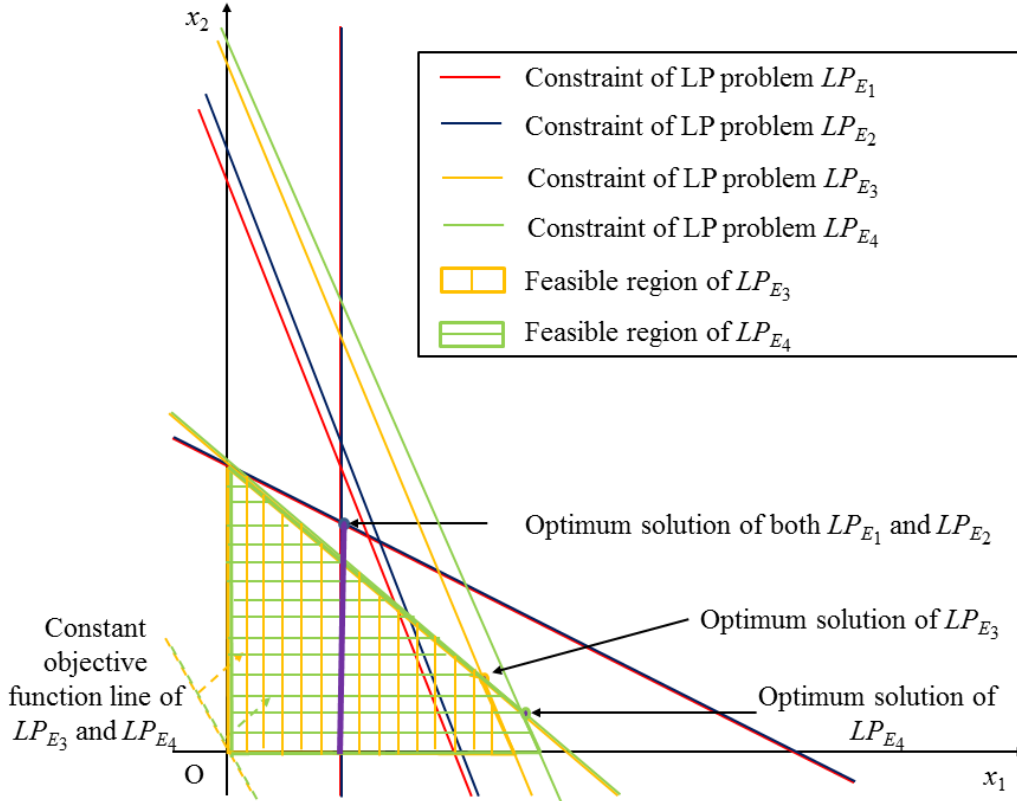 x2
Constraint of LP problem LPE1
Constraint of LP problem LPE2
Constraint of LP problem LPE3
Constraint of LP problem LPE4
Feasible region of LPE3
Feasible region of LPE4
Optimum solution of both LPE1 and LPE2
Optimum solution of LPE3
Constant
objective
function line of
LPE3 and LPE4
Optimum solution of
LPE4
O
x1